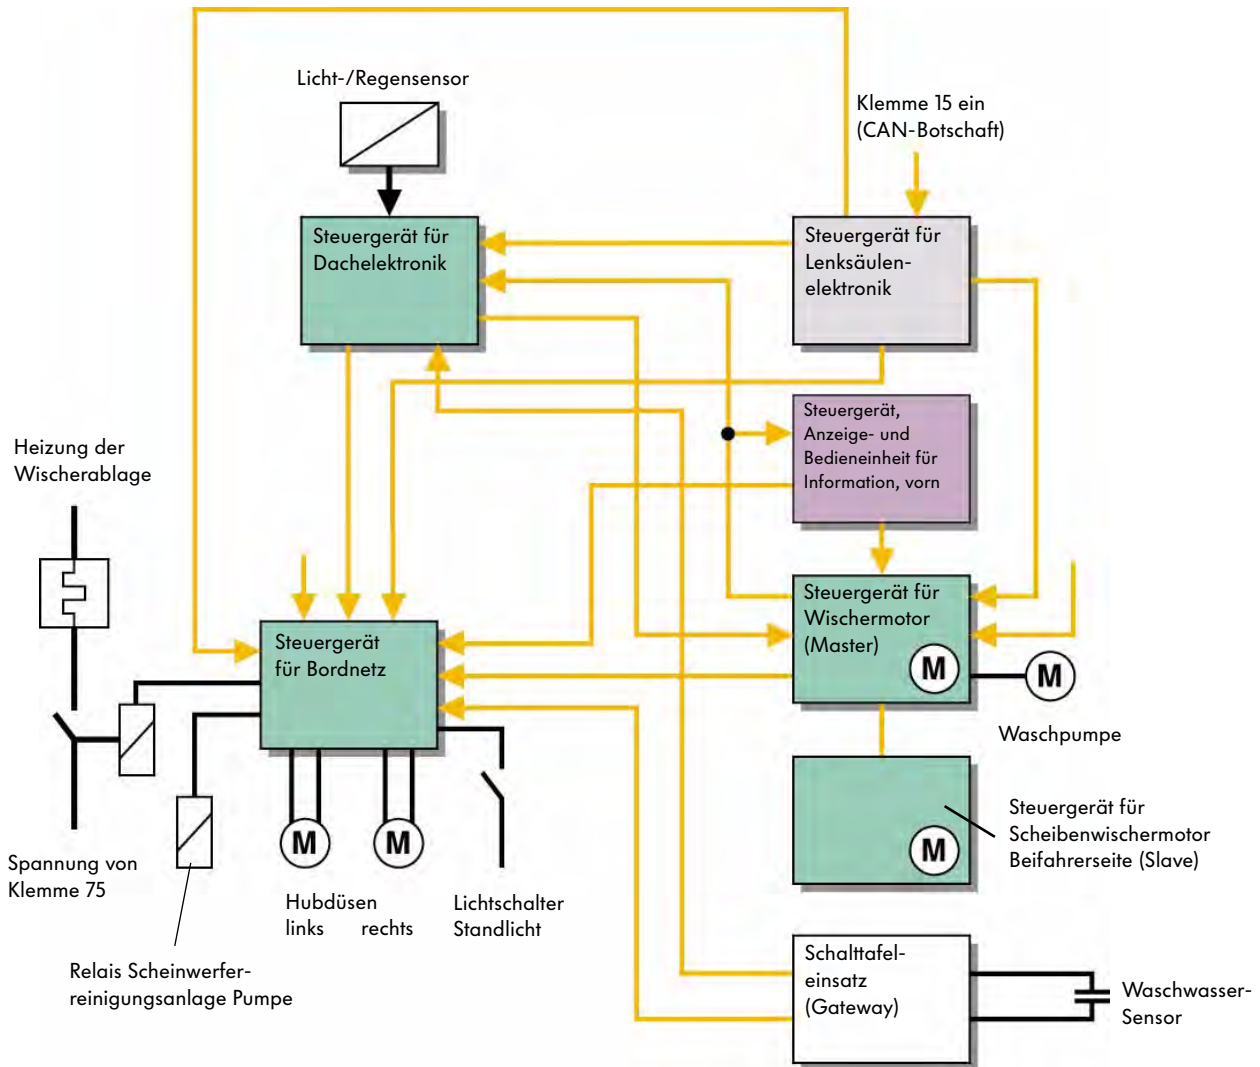 Licht-/Regensensor
Klemme 15 ein
(CAN-Botschaft)
Steuergerät für
Dachelektronik
Steuergerät für
Lenksäulen-
elektronik
Steuergerät,
Anzeige- und
Bedieneinheit für
Information, vorn
Heizung der
Wischerablage
Steuergerät für
Wischermotor
(Master)
M
M
Waschpumpe
Steuergerät
für Bordnetz
Steuergerät für
Scheibenwischermotor
Beifahrerseite (Slave)
M
M
M
Spannung von
Klemme 75
Hubdüsen
links rechts
Lichtschalter
Standlicht
Relais Scheinwerfer-
reinigungsanlage Pumpe
Schalttafel-
einsatz
(Gateway)
Waschwasser-
Sensor